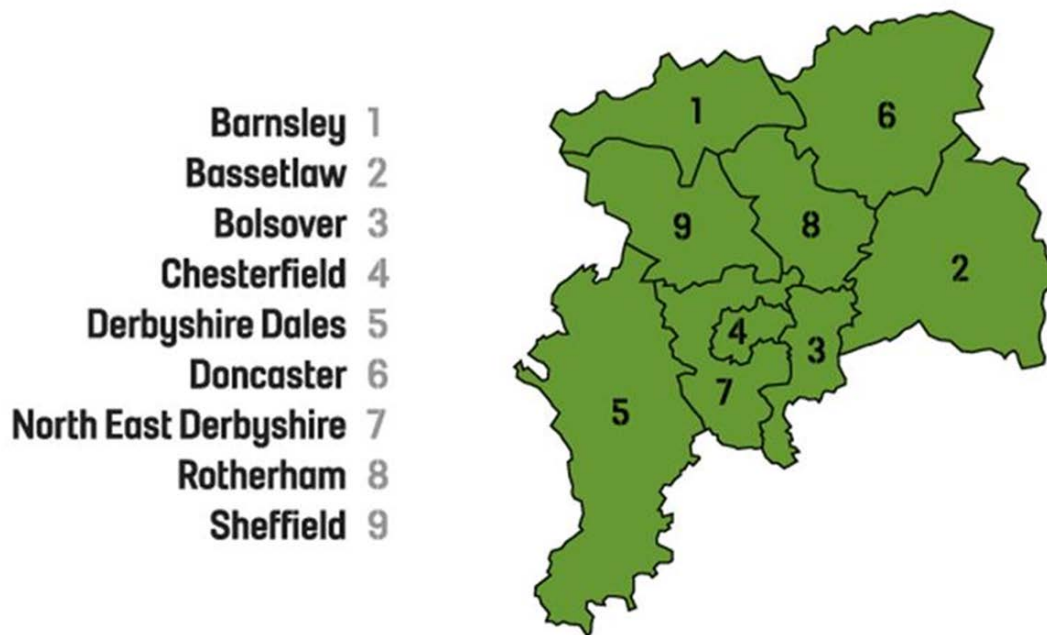 Barnsley 1
Bassetlaw 2
Bolsover 3
Chesterfield 4
Derbyshire Dales 5
Doncaster 6
North East Derbyshire 7
Rotherham 8
Sheffield 9
1
6
9
8
2
4
3
7
5